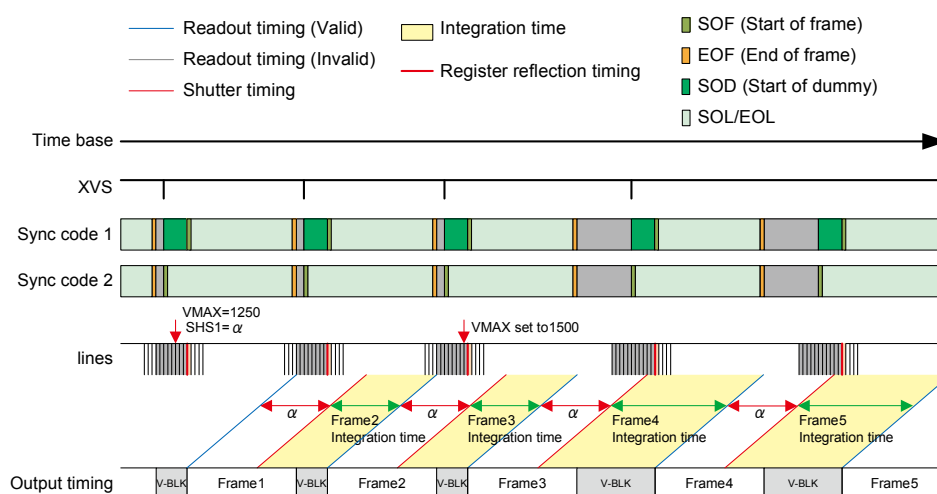 Readout timing (Valid)
Readout timing (Invalid)
Shutter timing
Integration time
Register reflection timing
SOF (Start of frame)
EOF (End of frame)
SOD (Start of dummy)
SOL/EOL
Time base
XVS
Sync code 1
Sync code 2
VMAX=1250
SHS1= α
VMAX set to1500
lines
α
Frame2
Integration time
α
Frame3
Integration time
α
Frame4
Integration time
α
Frame5
Integration time
Output timing
V-BLK
Frame1
V-BLK
Frame2
V-BLK
Frame3
V-BLK
Frame4
V-BLK
Frame5